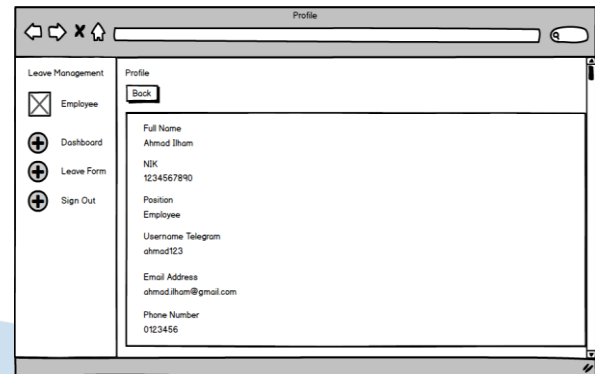 Profile
Leave Management
Employee
Dashboard
Leave Form
Sign Out
Profile
Back
Full Name
Ahmad Ilham
NIK
1234567890
Position
Employee
Username Telegram
ahmad123
Email Address
ahmad.ilham@gmail.com
Phone Number
0123456